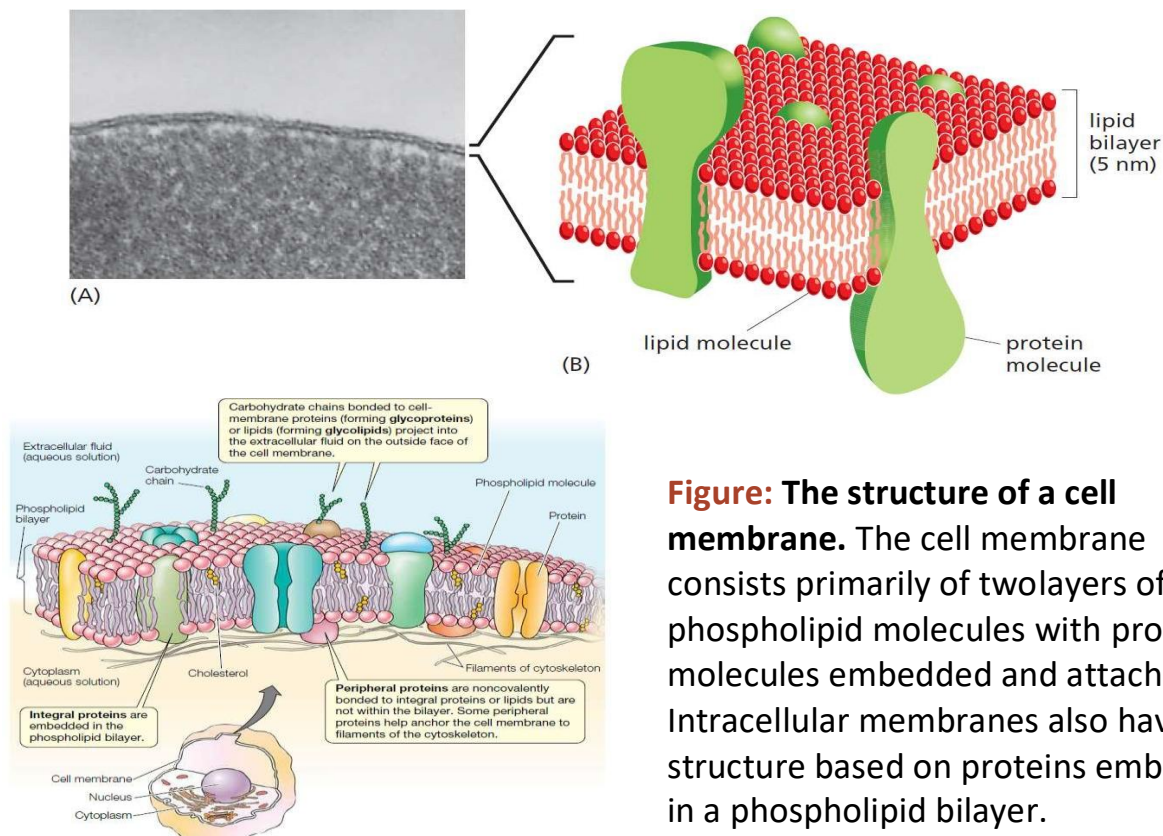 (A)
lipid
bilayer
(5 nm)
lipid molecule
protein
molecule
(B)
Carbohydrate chains bonded to cell-
membrane proteins (forming glycoproteins)
or lipids (forming glycolipids) project into
the extracellular fluid on the outside face of
the cell membrane.
Extracellular fluid
(aqueous solution)
Carbohydrate
chain
Phospholipid molecule
Phospholipid
bilayer
Protein
Cytoplasm
(aqueous solution)
Cholesterol
Filaments of cytoskeleton
Integral proteins are
embedded in the
phospholipid bilayer.
Peripheral proteins are noncovalently
bonded to integral proteins or lipids but are
not within the bilayer. Some peripheral
proteins help anchor the cell membrane to
filaments of the cytoskeleton.
Cell membrane
Nucleus
Cytoplasm
Figure: The structure of a cell
membrane. The cell membrane
consists primarily of twolayers of
phospholipid molecules with pro
molecules embedded and attach
Intracellular membranes also hav
structure based on proteins emb
in a phospholipid bilayer.